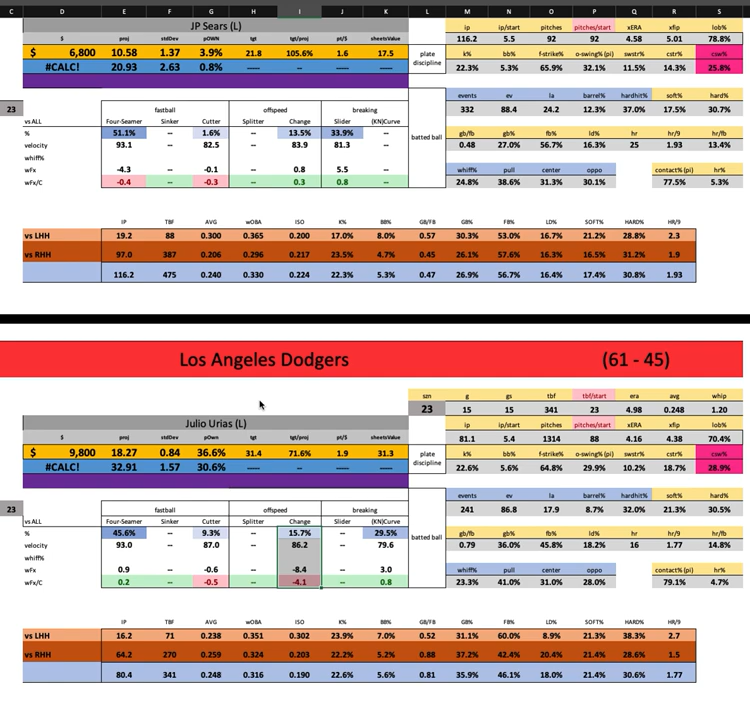 C D E F G H I J K L M N O P Q R S
JP Sears (L) ip ip/start pitches pitches/start xERA xfip lob%
$ proj stdDev pOWN tgt tgt/proj pt/$ sheetsValue 116.2 5.5 92 92 4.58 5.01 78.8%
$ 6,800 10.58 1.37 3.9% 21.8 105.6% 1.6 17.5 plate discipline k% bb% f-strike% o-swing% (pi) swstr% cstr% csw%
#CALC! 20.93 2.63 0.8% ---- -- ---- 22.3% 5.3% 65.9% 32.1% 11.5% 14.3% 25.8%
events ev la barrel% hardhit% soft% hard%
23 fastball offspeed breaking 332 88.4 24.2 12.3% 37.0% 17.5% 30.7%
vs ALL Four-Seamer Sinker Cutter Splitter Change Slider (KN)Curve
% 51.1% -- 1.6% -- 13.5% 33.9% -- batted ball gb/fb gb% fb% ld% hr hr/9 hr/fb
velocity 93.1 -- 82.5 -- 83.9 81.3 -- 0.48 27.0% 56.7% 16.3% 25 1.93 13.4%
whiff%
wFx -4.3 -0.1 0.8 5.5 whiff% pull center oppo contact% (pi) hr%
wFx/C -0.4 -- -0.3 -- 0.3 0.8 -- 24.8% 38.6% 31.3% 30.1% 77.5% 5.3%
IP TBF AVG wOBA ISO K% BB% GB/FB GB% FB% LD% SOFT% HARD% HR/9
vs LHH 19.2 88 0.300 0.365 0.200 17.0% 8.0% 0.57 30.3% 53.0% 16.7% 21.2% 28.8% 2.3
vs RHH 97.0 387 0.206 0.296 0.217 23.5% 4.7% 0.45 26.1% 57.6% 16.3% 16.5% 31.2% 1.9
116.2 475 0.240 0.330 0.224 22.3% 5.3% 0.47 26.9% 56.7% 16.4% 17.4% 30.8% 1.93
Los Angeles Dodgers (61 - 45)
szn g gs tbf tbf/start era avg whip
23 15 15 341 23 4.98 0.248 1.20
Julio Urias (L) ip ip/start pitches pitches/start xERA xfip lob%
$ proj stdDev pOwn tgt tgt/proj pt/$ sheetsValue 81.1 5.4 1314 88 4.16 4.38 70.4%
$ 9,800 18.27 0.84 36.6% 31.4 71.6% 1.9 31.3 plate discipline k% bb% f-strike% o-swing% (pi) swstr% cstr% csw%
#CALC! 32.91 1.57 30.6% ---- -- ---- 22.6% 5.6% 64.8% 29.9% 10.2% 18.7% 28.9%
events ev la barrel% hardhit% soft% hard%
23 fastball offspeed breaking 241 86.8 17.9 8.7% 32.0% 21.3% 30.5%
vs ALL Four-Seamer Sinker Cutter Splitter Change Slider (KN)Curve
% 45.6% -- 9.3% -- 15.7% -- 29.5% batted ball gb/fb gb% fb% ld% hr hr/9 hr/fb
velocity 93.0 -- 87.0 -- 86.2 -- 79.6 0.79 36.0% 45.8% 18.2% 16 1.77 14.8%
whiff%
wFx 0.9 -0.6 -8.4 3.0 whiff% pull center oppo contact% (pi) hr%
wFx/C 0.2 -- -0.5 -- -4.1 -- 0.8 23.3% 41.0% 31.0% 28.0% 79.1% 4.7%
IP TBF AVG wOBA ISO K% BB% GB/FB GB% FB% LD% SOFT% HARD% HR/9
vs LHH 16.2 71 0.238 0.351 0.302 23.9% 7.0% 0.52 31.1% 60.0% 8.9% 21.3% 38.3% 2.7
vs RHH 64.2 270 0.259 0.324 0.203 22.2% 5.2% 0.88 37.2% 42.4% 20.4% 21.4% 28.6% 1.5
80.4 341 0.248 0.316 0.190 22.6% 5.6% 0.81 35.9% 46.1% 18.0% 21.4% 30.6% 1.77